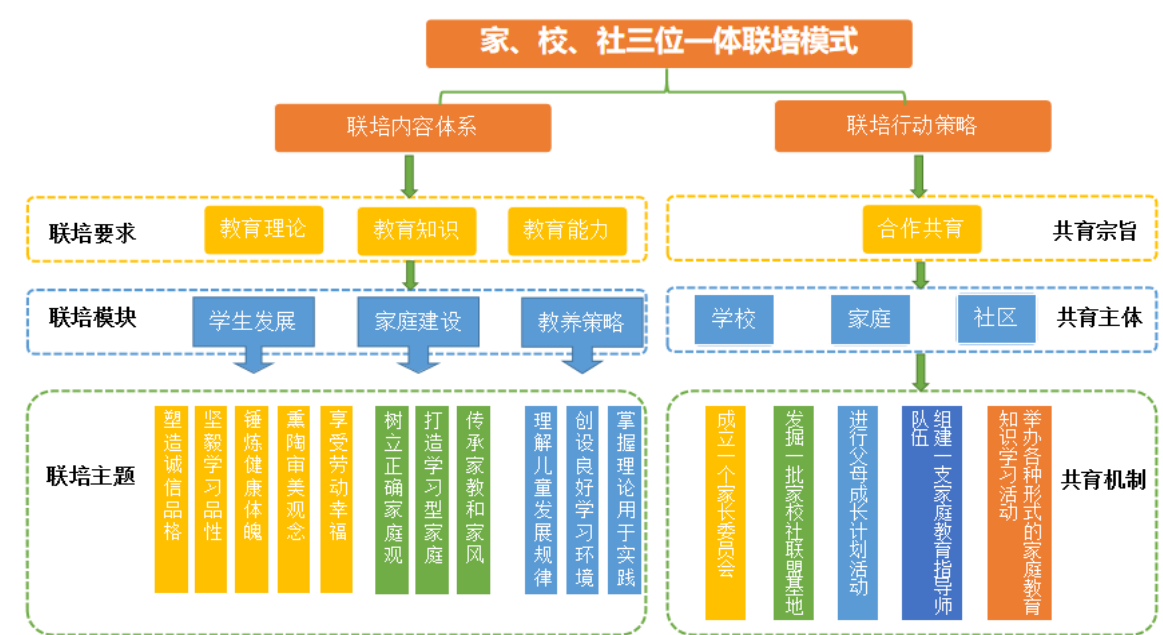 家、校、社三位一体联培模式
联培内容体系
联培行动策略
联培要求
教育理论
教育知识
教育能力
合作共育
共育宗旨
联培模块
学生发展
家庭建设
教养策略
学校
家庭
社区
共育主体
联培主题
塑造诚信品格
坚毅学习品性
锤炼健康体魄
熏陶审美观念
享受劳动幸福
树立正确家庭观
打造学习型家庭
传承家教和家风
理解儿童发展规律
创设良好学习环境
掌握理论用于实践
成立一个家长委员会
发掘一批家校社联盟基地
进行父母成长计划活动
组建一支家庭教育指导师
队伍
举办各种形式的家庭教育
知识学习活动
共育机制